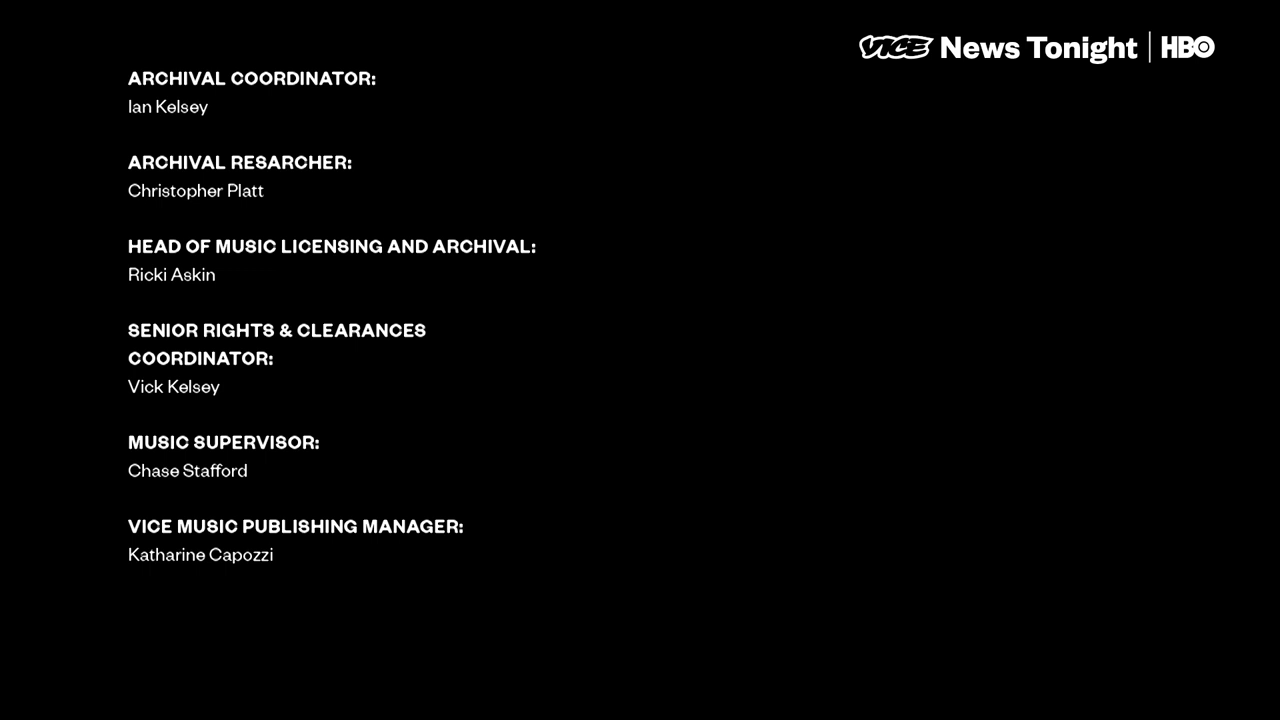 VICE News Tonight | HBO
ARCHIVAL COORDINATOR:
Ian Kelsey
ARCHIVAL RESARCHER:
Christopher Platt
HEAD OF MUSIC LICENSING AND ARCHIVAL:
Ricki Askin
SENIOR RIGHTS & CLEARANCES
COORDINATOR:
Vick Kelsey
MUSIC SUPERVISOR:
Chase Stafford
VICE MUSIC PUBLISHING MANAGER:
Katharine Capozzi